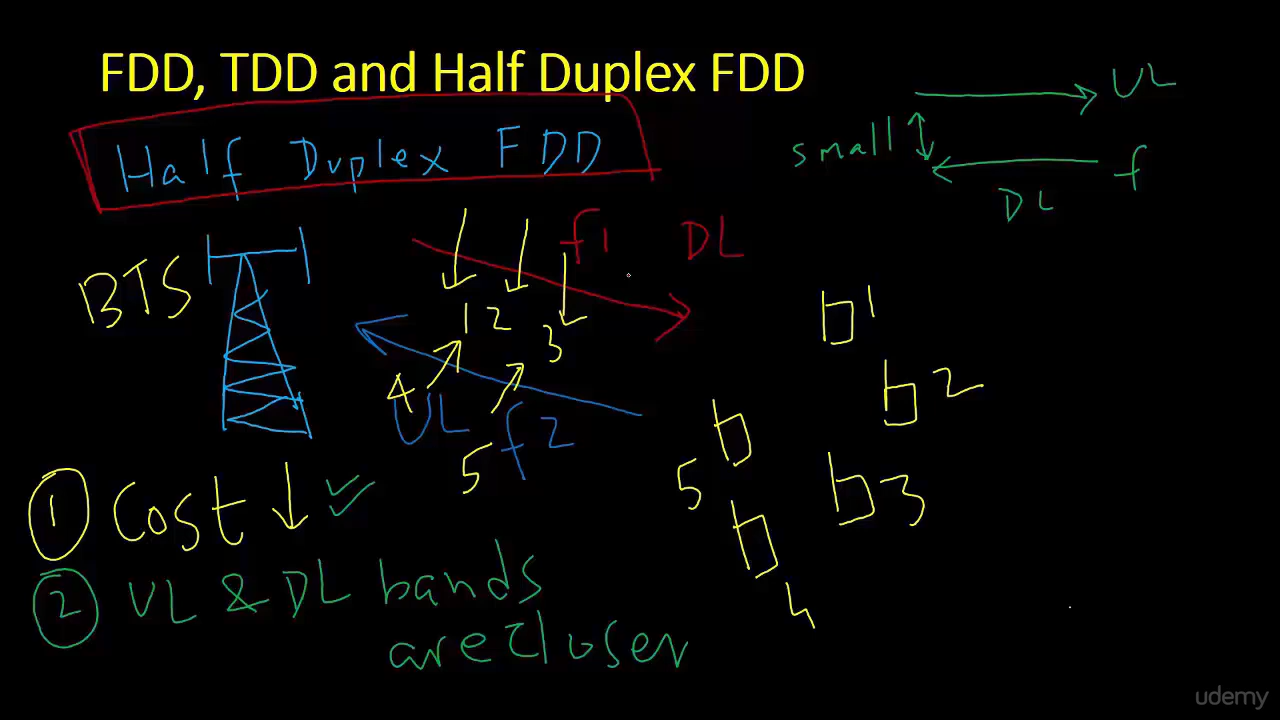 FDD, TDD and Half Duplex FDD
UL
small
f
DL
Half Duplex FDD
f1 DL
BTS
1 2 3
4 5
UL f2
1
2
3
5
4
1 Cost
2 UL & DL bands
are closer
udemy